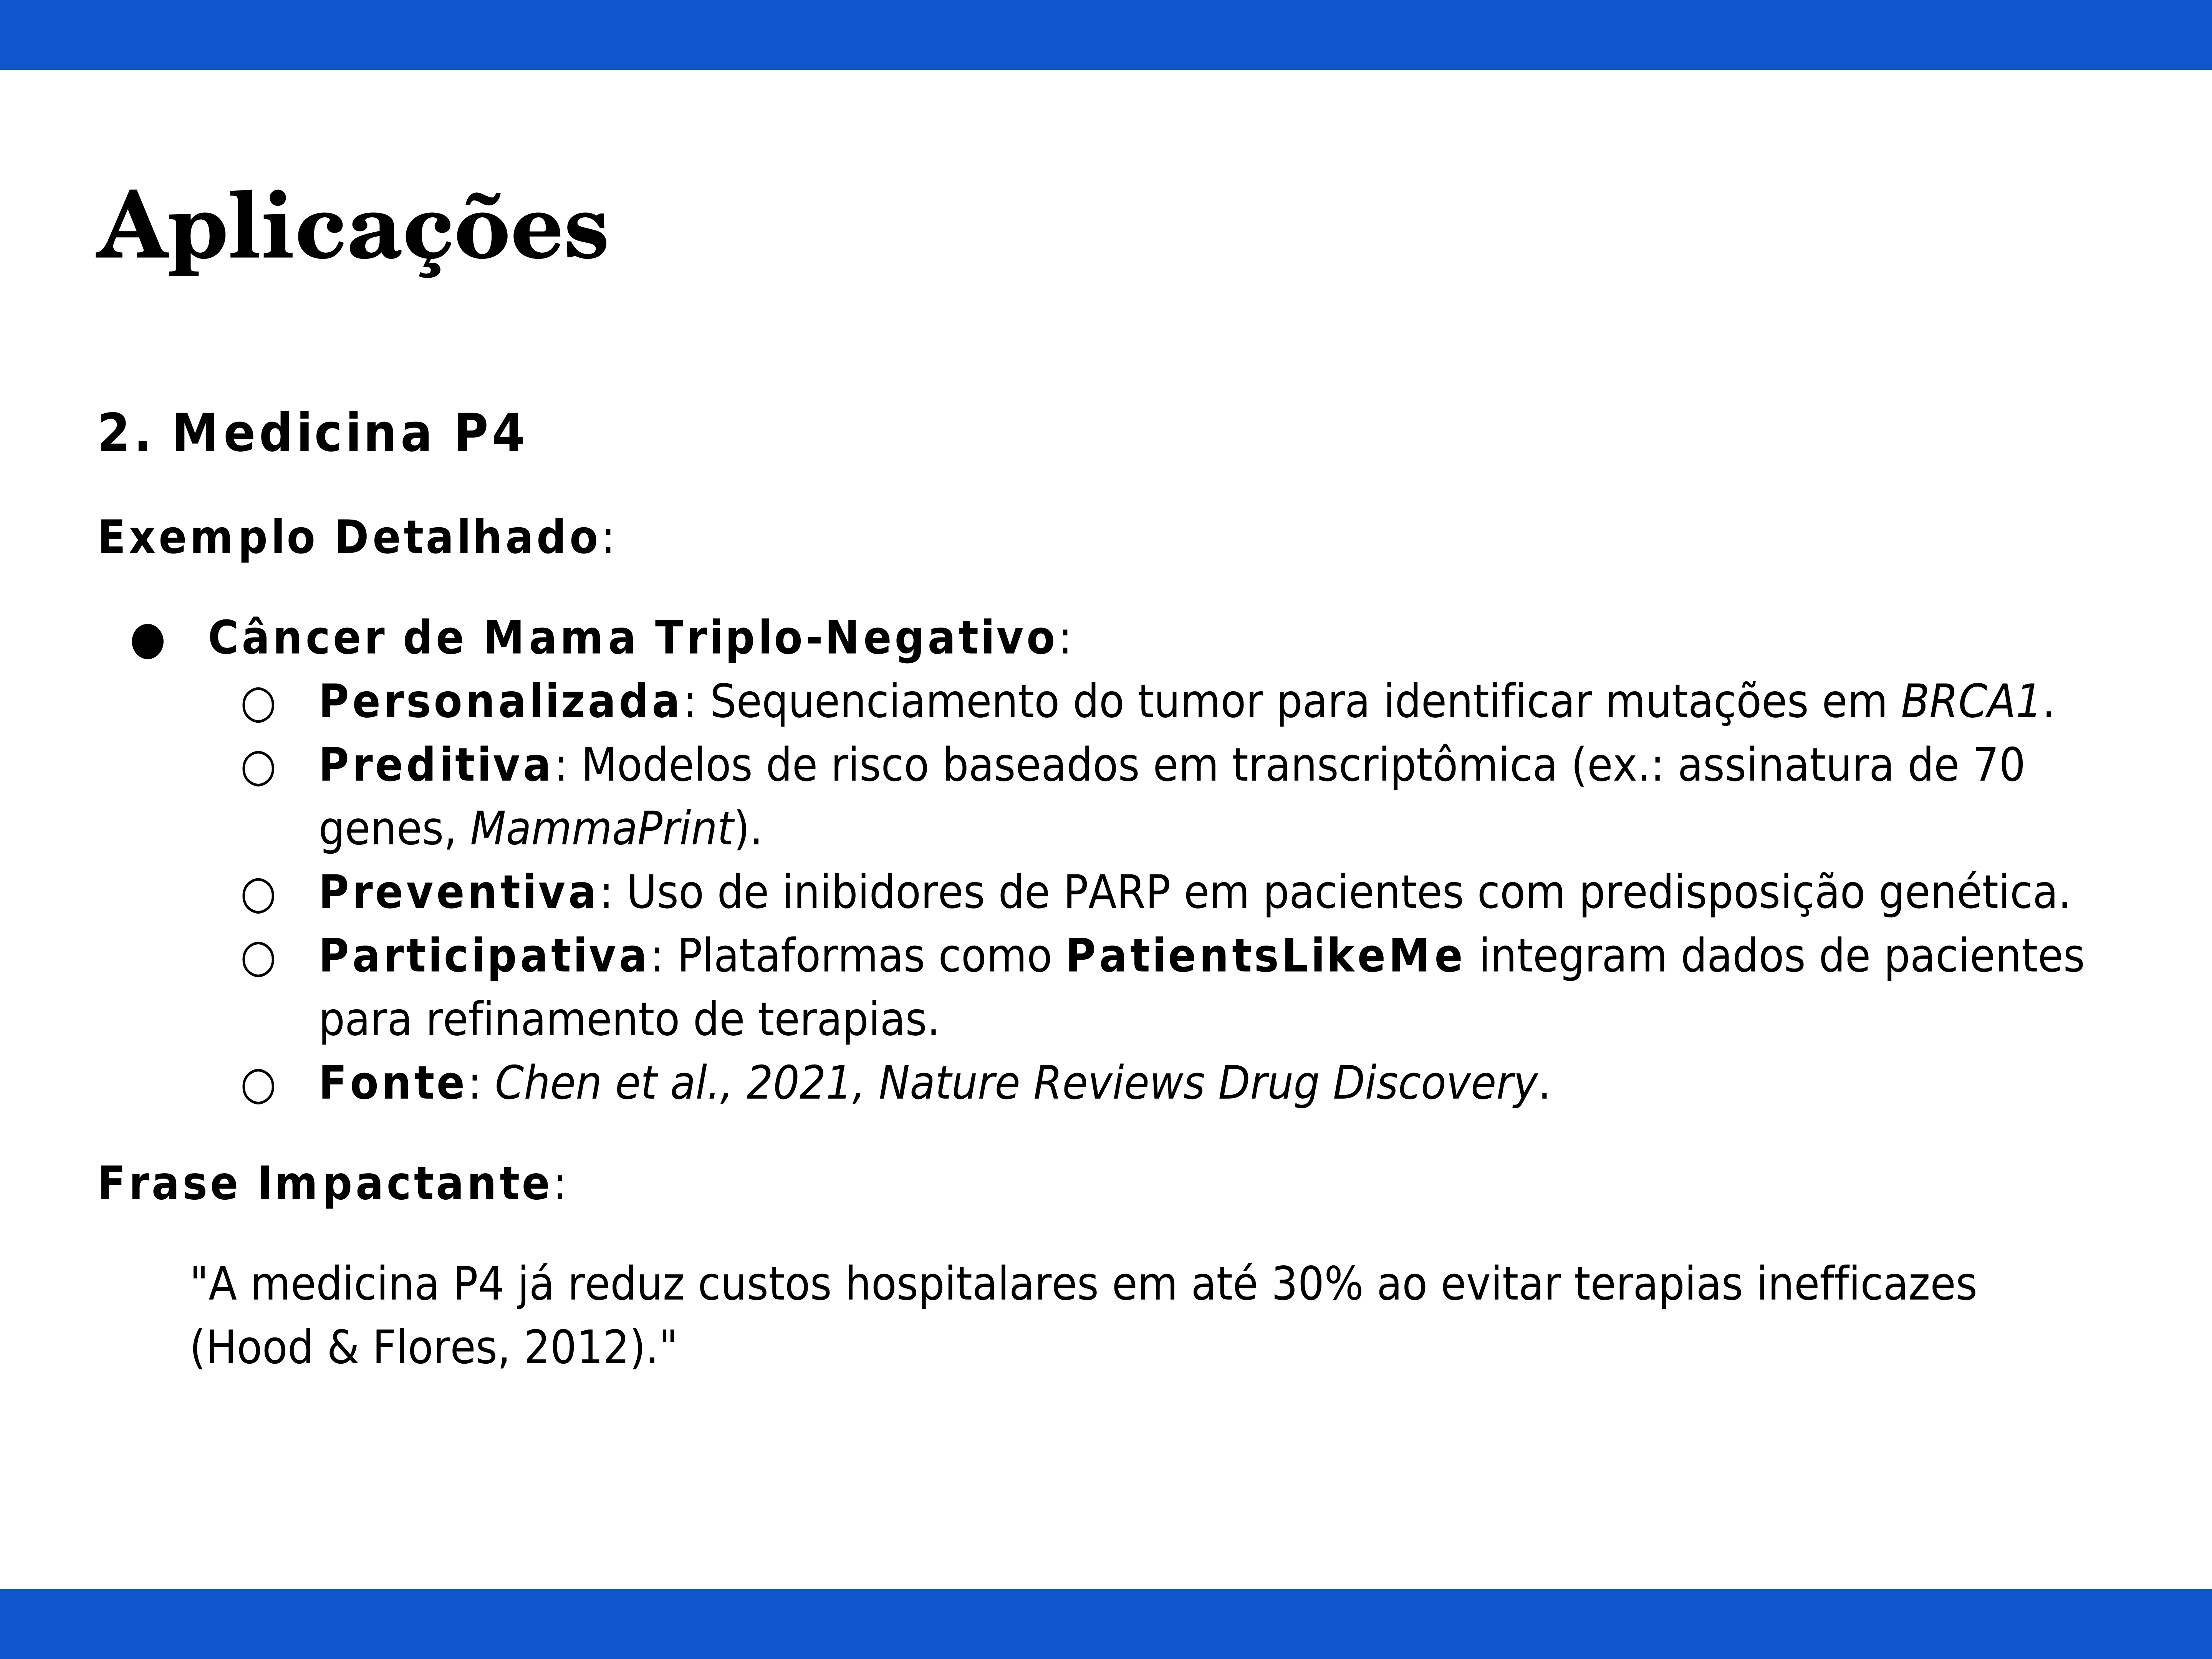 Aplicações
2. Medicina P4
Exemplo Detalhado:
● Câncer de Mama Triplo-Negativo:
○ Personalizada: Sequenciamento do tumor para identificar mutações em BRCA1.
○ Preditiva: Modelos de risco baseados em transcriptômica (ex.: assinatura de 70
genes, MammaPrint).
○ Preventiva: Uso de inibidores de PARP em pacientes com predisposição genética.
○ Participativa: Plataformas como PatientsLikeMe integram dados de pacientes
para refinamento de terapias.
○ Fonte: Chen et al., 2021, Nature Reviews Drug Discovery.
Frase Impactante:
"A medicina P4 já reduz custos hospitalares em até 30% ao evitar terapias inefficazes
(Hood & Flores, 2012)."